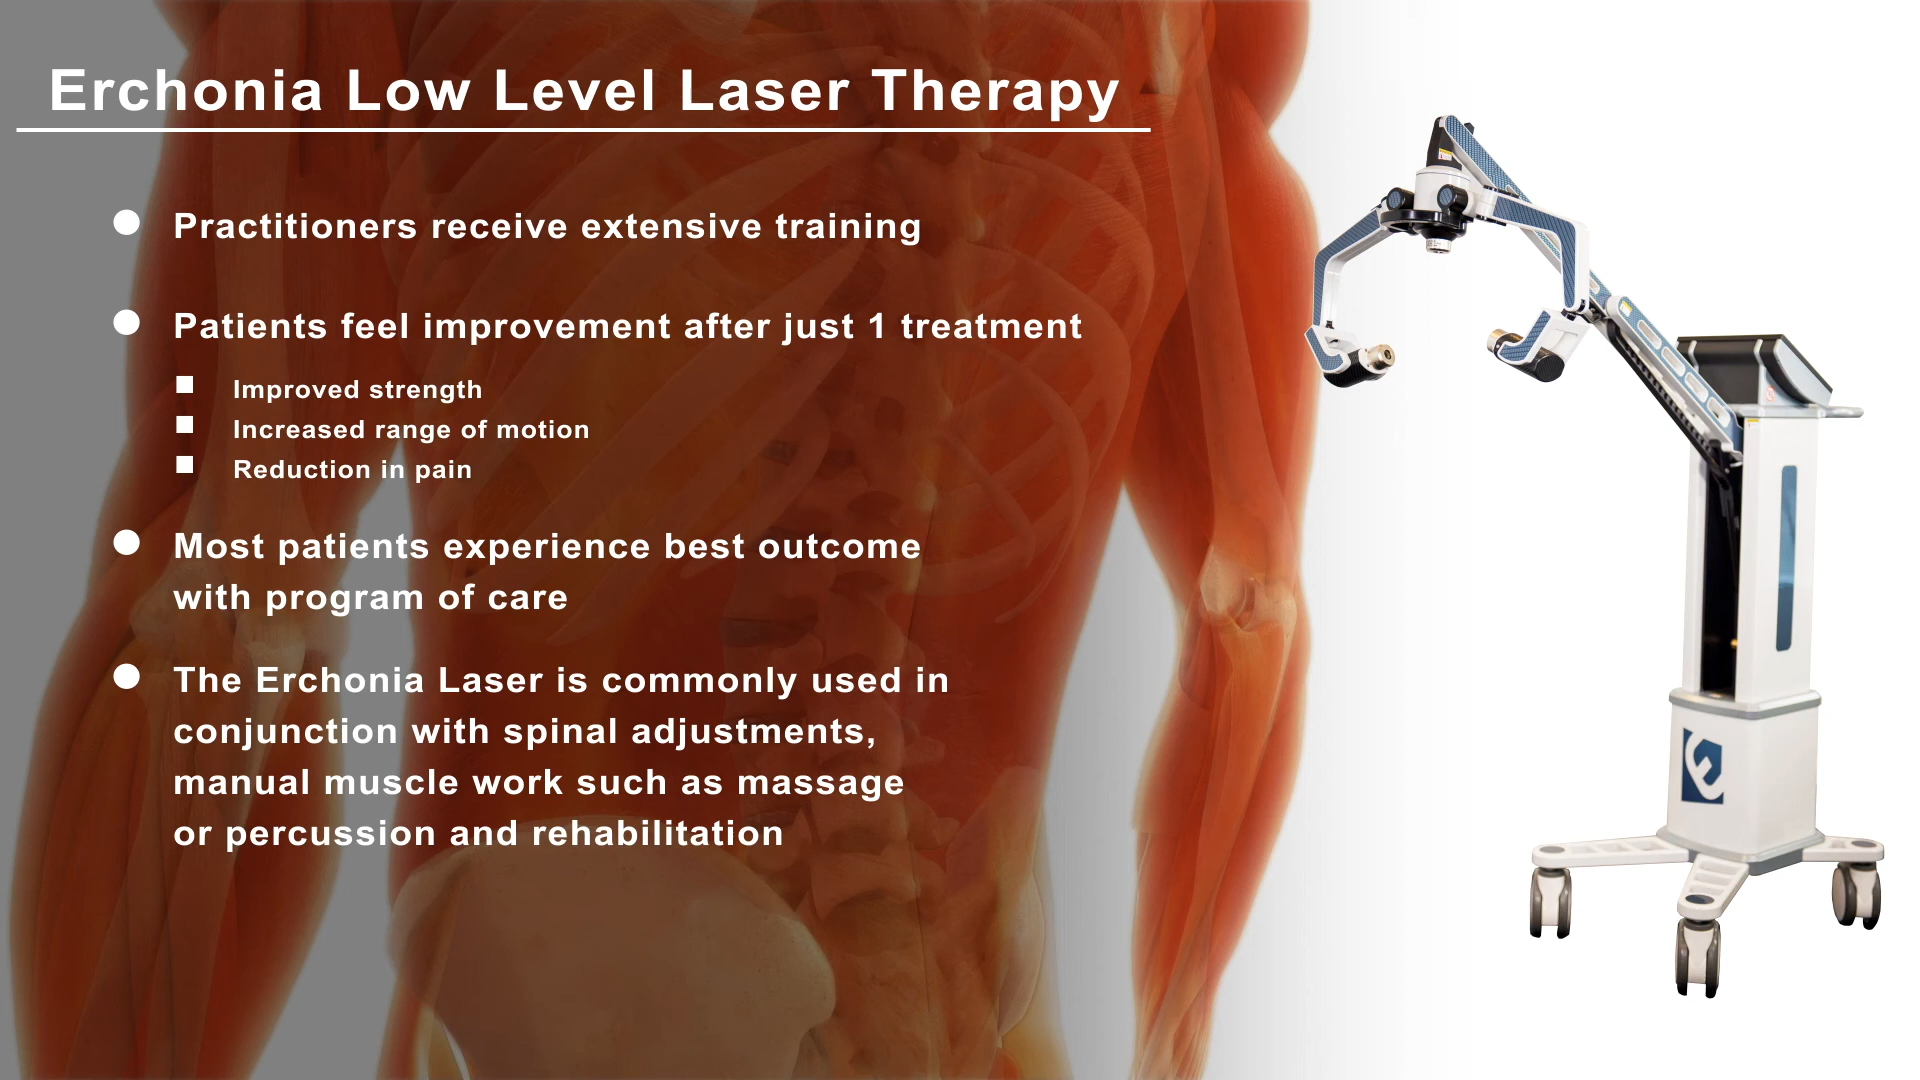 Erchonia Low Level Laser Therapy
Practitioners receive extensive training
Patients feel improvement after just 1 treatment
Improved strength
Increased range of motion
Reduction in pain
Most patients experience best outcome
with program of care
The Erchonia Laser is commonly used in
conjunction with spinal adjustments,
manual muscle work such as massage
or percussion and rehabilitation